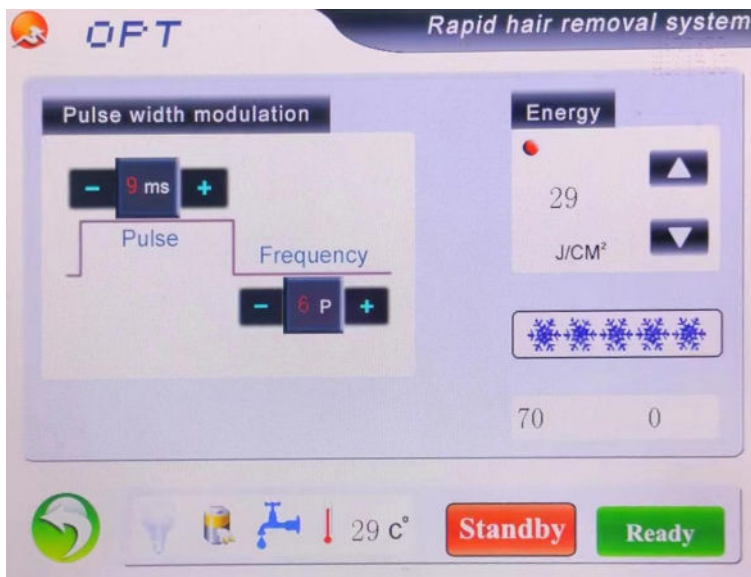 OPT
Rapid hair removal system
Pulse width modulation
Energy
9 ms
Pulse
Frequency
6 P
29
J/CM²
70 0
29 c°
Standby
Ready